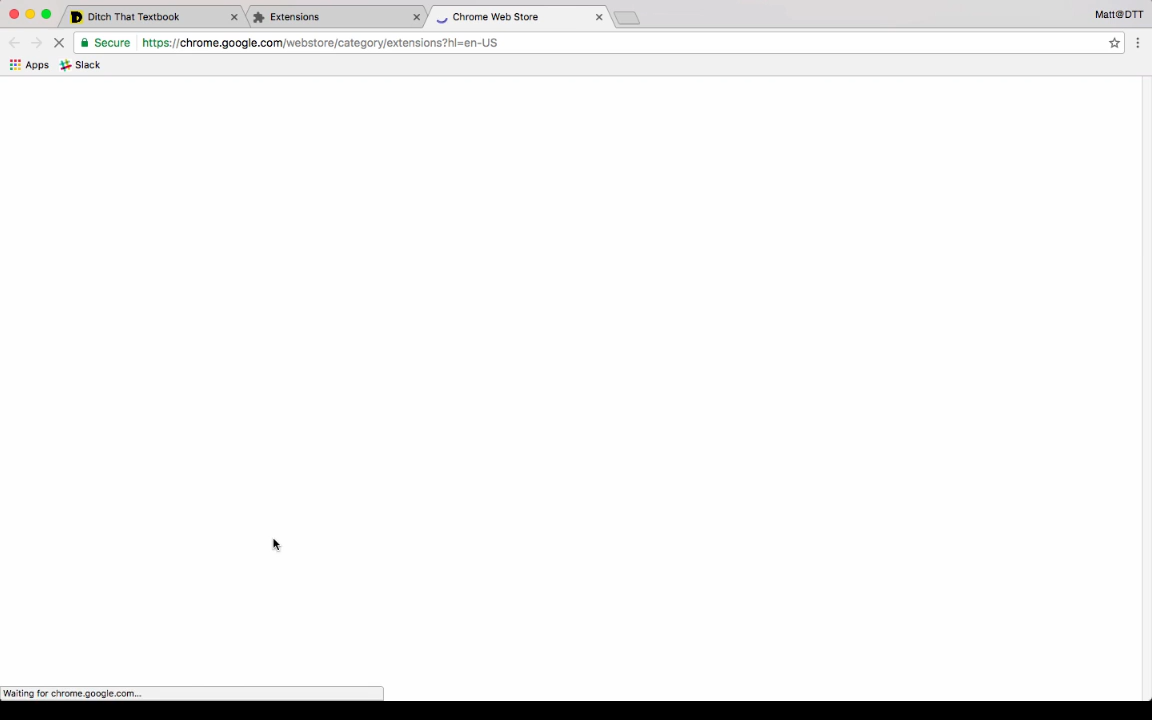 Ditch That Textbook
Extensions
Chrome Web Store
Matt@DTT
Secure
https://chrome.google.com/webstore/category/extensions?hl=en-US
Apps
Slack
Waiting for chrome.google.com...